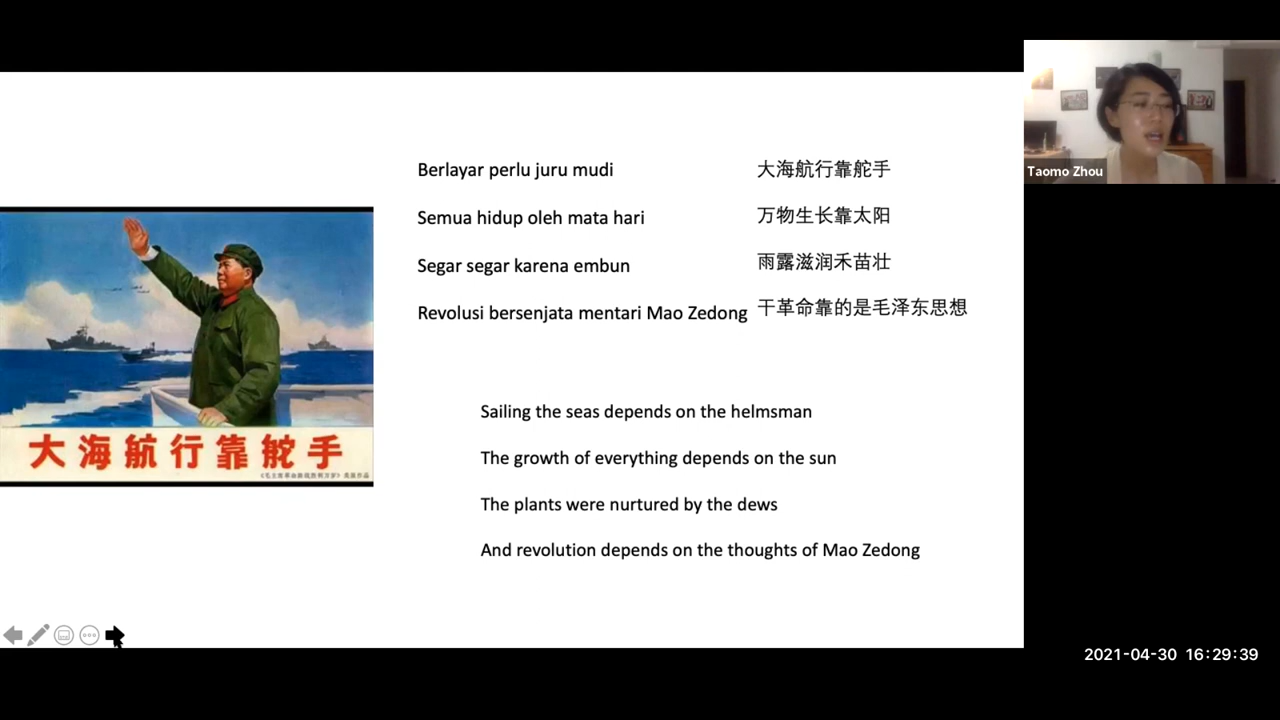 Berlayar perlu juru mudi
Semua hidup oleh mata hari
Segar segar karena embun
Revolusi bersenjata mentari Mao Zedong
大海航行靠舵手
万物生长靠太阳
雨露滋润禾苗壮
干革命靠的是毛泽东思想
Sailing the seas depends on the helmsman
The growth of everything depends on the sun
The plants were nurtured by the dews
And revolution depends on the thoughts of Mao Zedong
大海航行靠舵手
Taomo Zhou
2021-04-30 16:29:39